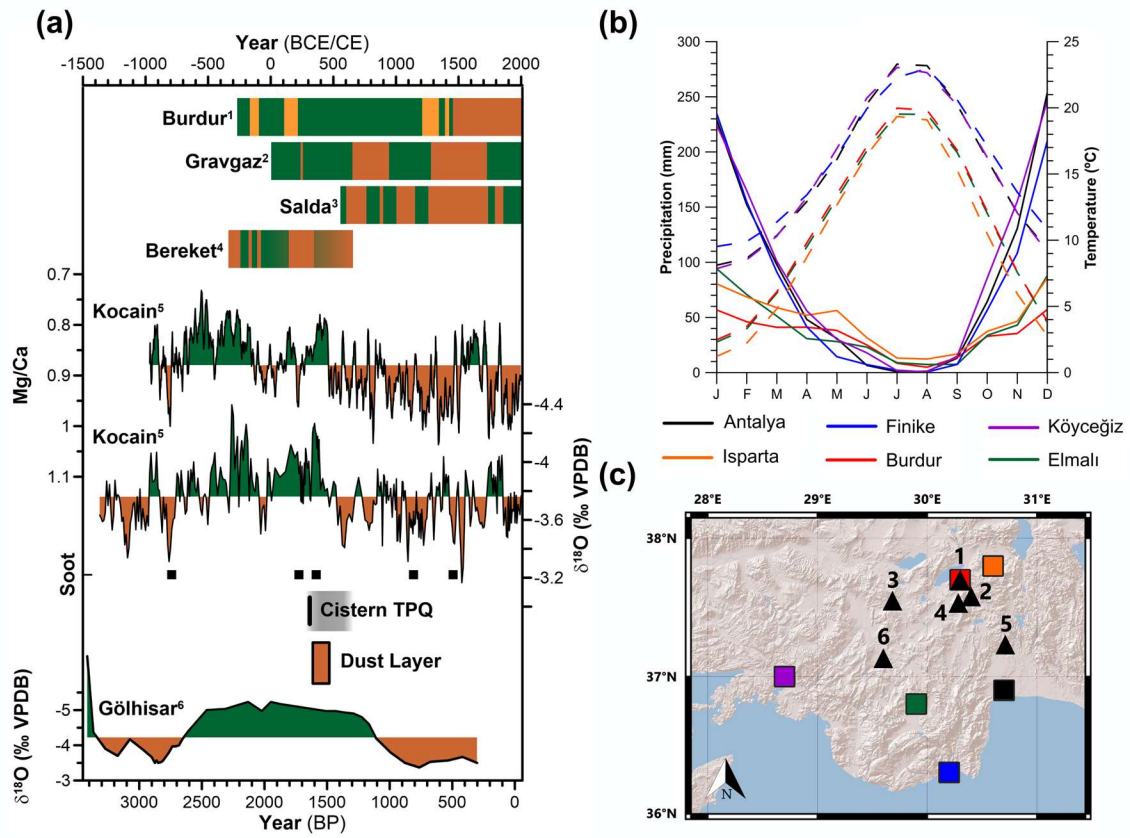 (a)
Year (BCE/CE)
-1500 -1000 -500 0 500 1000 1500 2000
Burdur¹
Gravgaz²
Salda³
Bereket⁴
0.7
0.8
0.9
1
1.1
Mg/Ca
Kocain⁵
Kocain⁵
-4.4
-4
-3.6
-3.2
δ¹⁸O (‰ VPDB)
Soot
Cistern TPQ
Dust Layer
Gölhisar⁶
-5
-4
-3
δ¹⁸O (‰ VPDB)
3000 2500 2000 1500 1000 500 0
Year (BP)
(b)
300
250
200
150
100
50
0
Precipitation (mm)
25
20
15
10
5
0
Temperature (ºC)
J F M A M J J A S O N D
Antalya Finike Köyceğiz
Isparta Burdur Elmalı
(c)
28°E 29°E 30°E 31°E
38°N
37°N
36°N
1
2
3
4
5
6
N